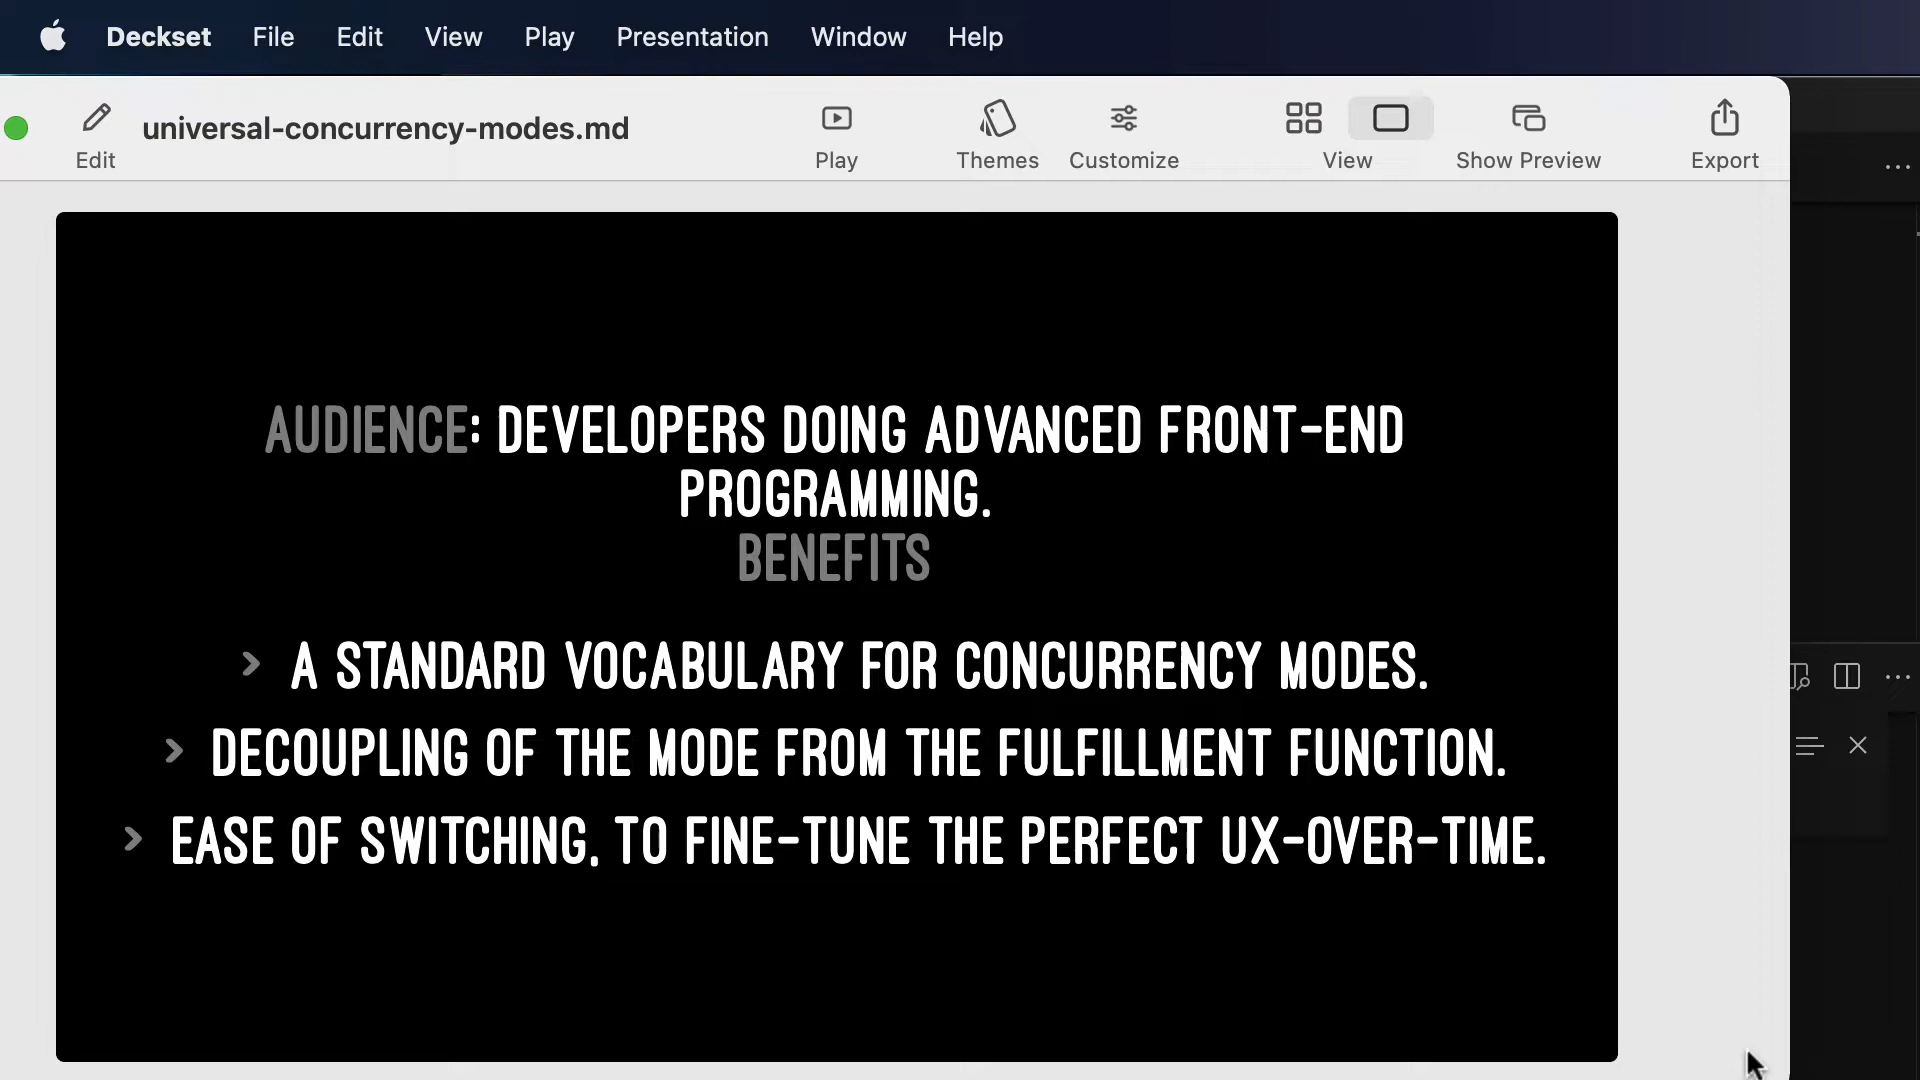 Deckset File Edit View Play Presentation Window Help
Edit
universal-concurrency-modes.md
Play
Themes
Customize
View
Show Preview
Export
AUDIENCE: DEVELOPERS DOING ADVANCED FRONT-END
PROGRAMMING.
BENEFITS
› A STANDARD VOCABULARY FOR CONCURRENCY MODES.
› DECOUPLING OF THE MODE FROM THE FULFILLMENT FUNCTION.
› EASE OF SWITCHING, TO FINE-TUNE THE PERFECT UX-OVER-TIME.